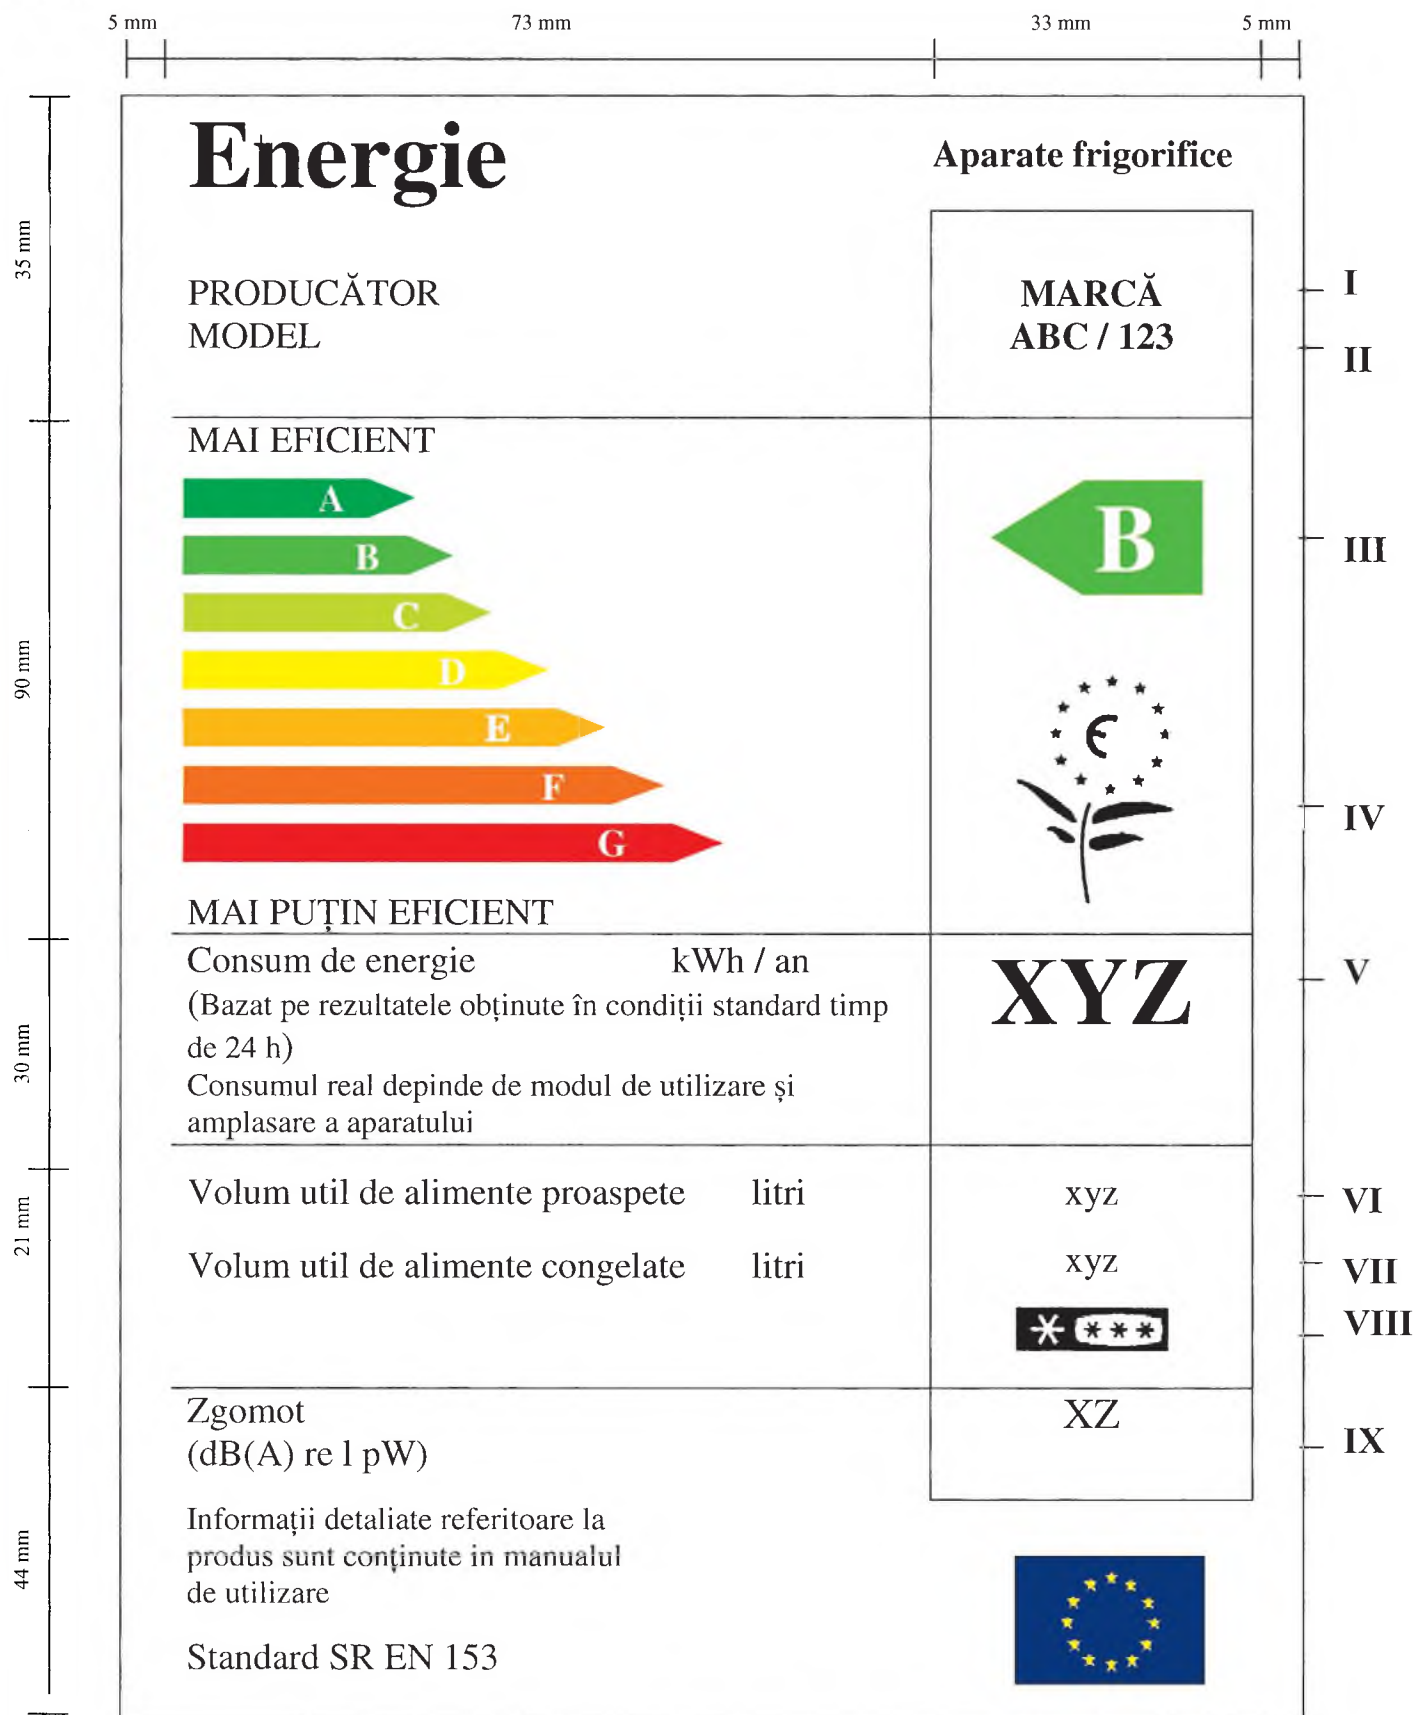 5 mm 73 mm 33 mm 5 mm
Energie
Aparate frigorifice
35 mm
PRODUCĂTOR MARCĂ I
MODEL ABC / 123 II
MAI EFICIENT
A
B
B III
C
D
90 mm
E
F
IV
G
MAI PUȚIN EFICIENT
Consum de energie kWh / an XYZ V
(Bazat pe rezultatele obținute în condiții standard timp
de 24 h)
30 mm
Consumul real depinde de modul de utilizare și
amplasare a aparatului
Volum util de alimente proaspete litri xyz VI
21 mm
Volum util de alimente congelate litri xyz VII
VIII
Zgomot XZ
(dB(A) re l pW) IX
Informații detaliate referitoare la
produs sunt conținute in manualul
44 mm
de utilizare
Standard SR EN 153